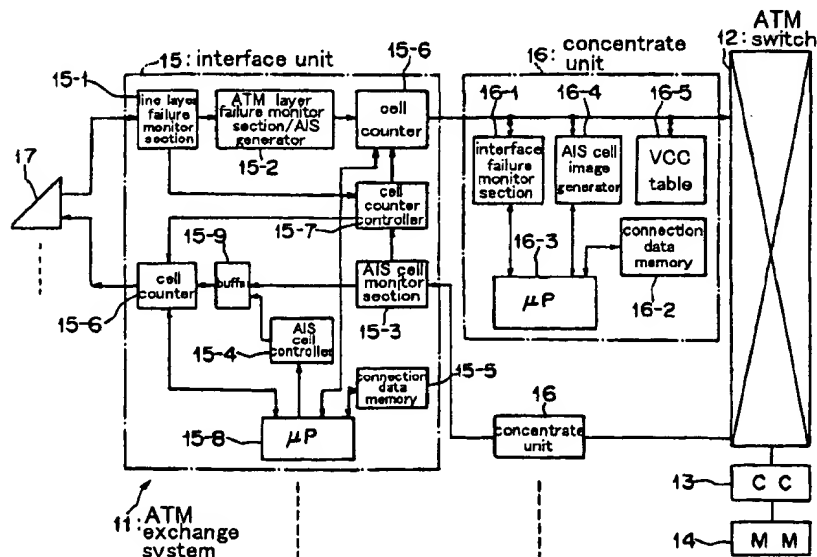 ATM
12: switch
15: interface unit
15-6
16: concentrate
unit
15-1
line layer
failure
monitor
section
ATM layer
failure monitor
section/AIS
generator
15-2
cell
counter
16-1
16-4
16-5
interface
failure
monitor
section
AIS cell
image
generator
VCC
table
17
cell
counter
controller
15-7
15-9
16-3
connection
data
memory
16-2
μP
cell
counter
15-6
buffer
AIS cell
monitor
section
15-3
15-4
AIS
cell
controller
15-5
connection
data
memory
15-8
μP
16
concentrate
unit
13
C C
14
M M
11: ATM
exchange
system